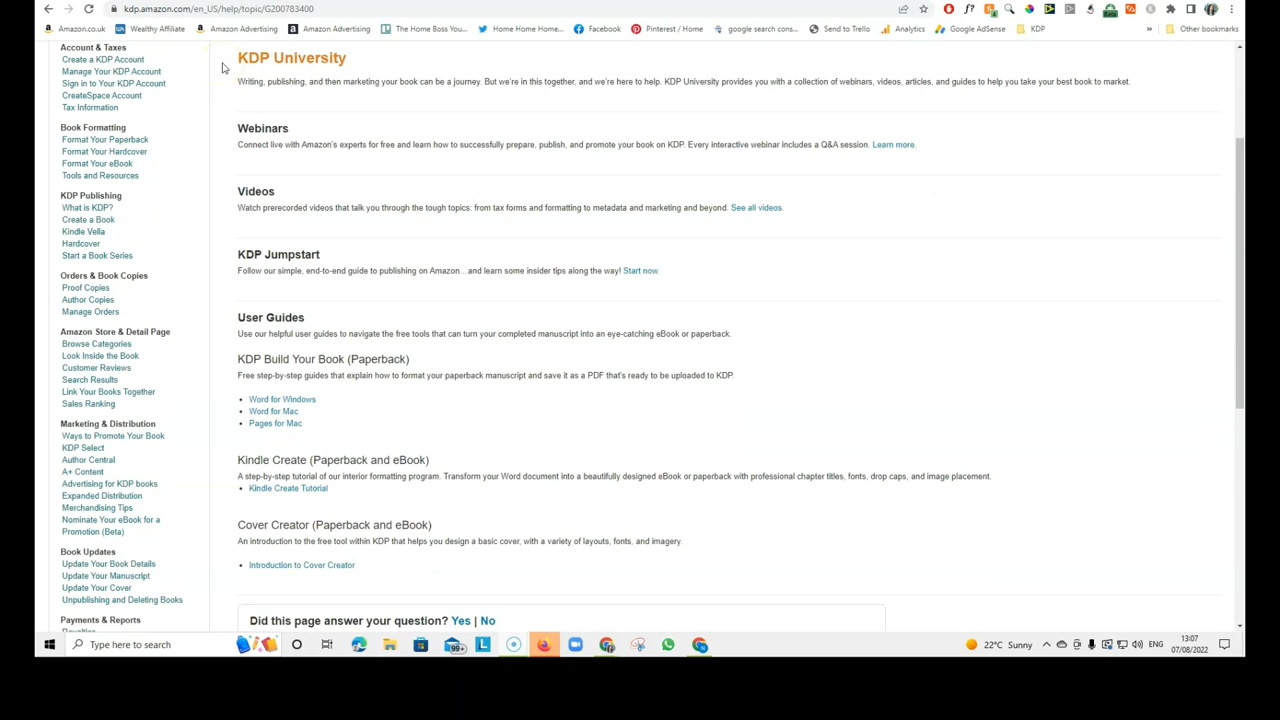 kdp.amazon.com/en_US/help/topic/G200783400
Amazon.co.uk Wealthy Affiliate Amazon Advertising Amazon Advertising The Home Boss You... Home Home Home... Facebook Pinterest / Home google search cons... Send to Trello Analytics Google AdSense KDP » Other bookmarks
Account & Taxes
Create a KDP Account
Manage Your KDP Account
Sign in to Your KDP Account
CreateSpace Account
Tax Information
Book Formatting
Format Your Paperback
Format Your Hardcover
Format Your eBook
Tools and Resources
KDP Publishing
What is KDP?
Create a Book
Kindle Vella
Hardcover
Start a Book Series
Orders & Book Copies
Proof Copies
Author Copies
Manage Orders
Amazon Store & Detail Page
Browse Categories
Look Inside the Book
Customer Reviews
Search Results
Link Your Books Together
Sales Ranking
Marketing & Distribution
Ways to Promote Your Book
KDP Select
Author Central
A+ Content
Advertising for KDP books
Expanded Distribution
Merchandising Tips
Nominate Your eBook for a
Promotion (Beta)
Book Updates
Update Your Book Details
Update Your Manuscript
Update Your Cover
Unpublishing and Deleting Books
Payments & Reports
KDP University
Writing, publishing, and then marketing your book can be a journey. But we're in this together, and we're here to help. KDP University provides you with a collection of webinars, videos, articles, and guides to help you take your best book to market.
Webinars
Connect live with Amazon's experts for free and learn how to successfully prepare, publish, and promote your book on KDP. Every interactive webinar includes a Q&A session. Learn more.
Videos
Watch prerecorded videos that talk you through the tough topics: from tax forms and formatting to metadata and marketing and beyond. See all videos.
KDP Jumpstart
Follow our simple, end-to-end guide to publishing on Amazon...and learn some insider tips along the way! Start now.
User Guides
Use our helpful user guides to navigate the free tools that can turn your completed manuscript into an eye-catching eBook or paperback.
KDP Build Your Book (Paperback)
Free step-by-step guides that explain how to format your paperback manuscript and save it as a PDF that's ready to be uploaded to KDP.
Word for Windows
Word for Mac
Pages for Mac
Kindle Create (Paperback and eBook)
A step-by-step tutorial of our interior formatting program. Transform your Word document into a beautifully designed eBook or paperback with professional chapter titles, fonts, drop caps, and image placement.
Kindle Create Tutorial
Cover Creator (Paperback and eBook)
An introduction to the free tool within KDP that helps you design a basic cover, with a variety of layouts, fonts, and imagery.
Introduction to Cover Creator
Did this page answer your question? Yes | No
Type here to search
99+
22°C Sunny
ENG
13:07
07/08/2022